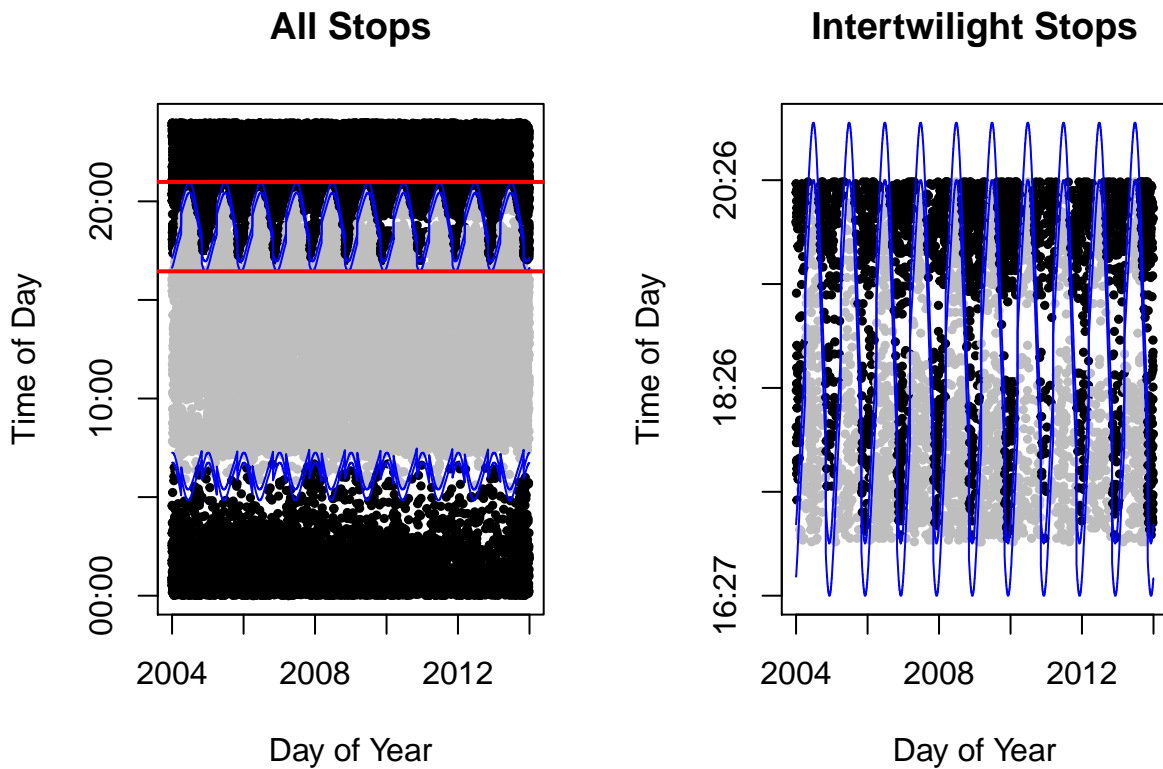 All Stops
Time of Day
00:00
10:00
20:00
2004
2008
2012
Day of Year
Intertwilight Stops
Time of Day
16:27
18:26
20:26
2004
2008
2012
Day of Year